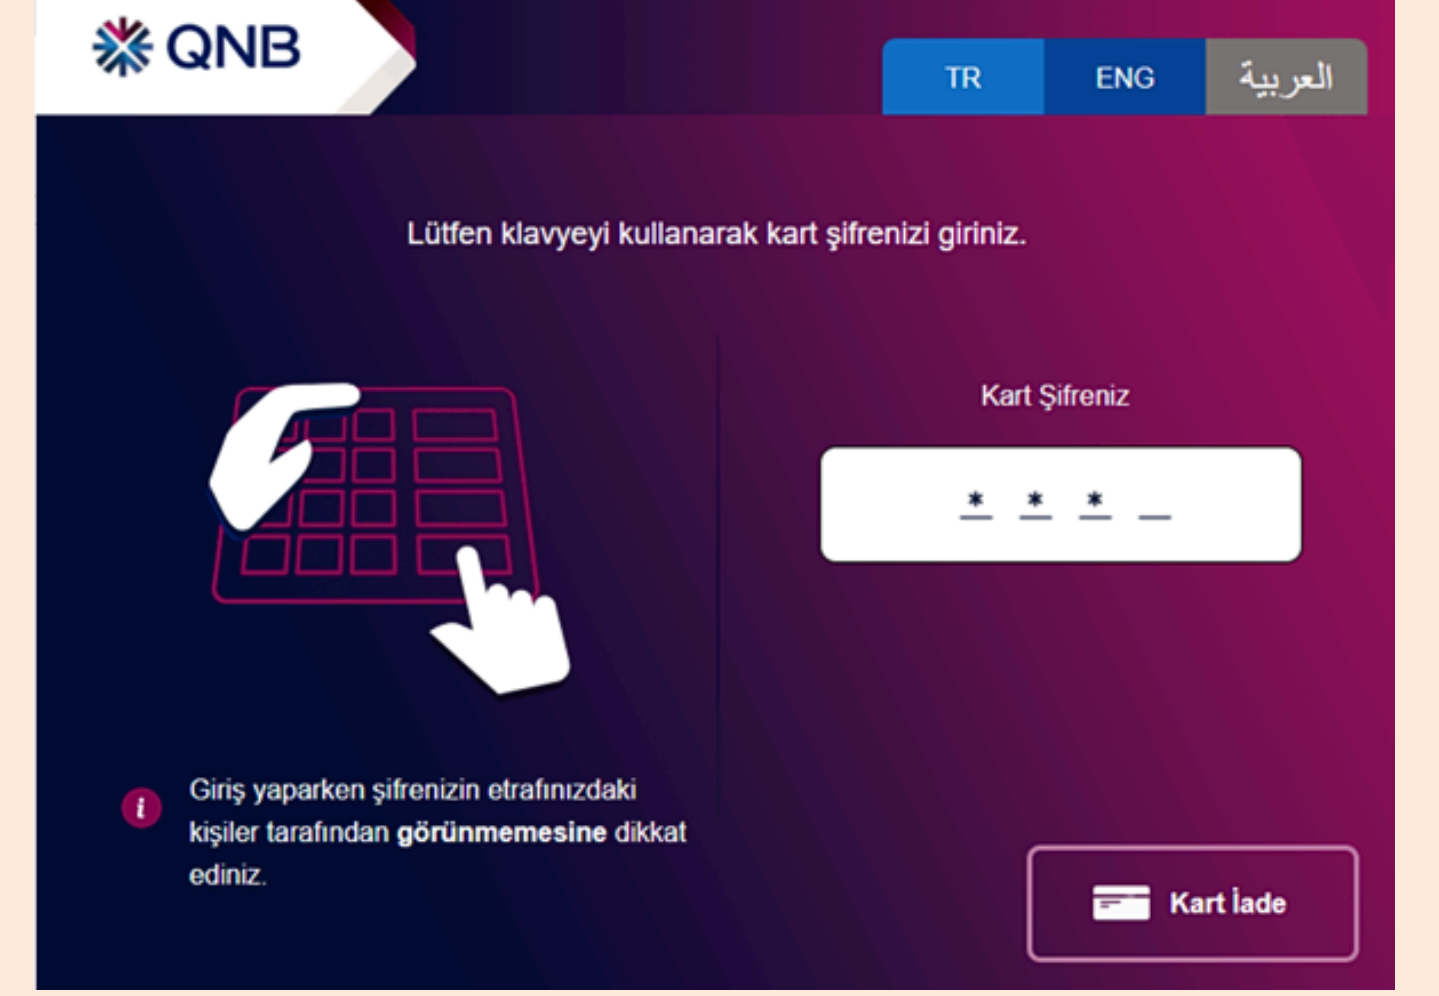 QNB
TR ENG العربية
Lütfen klavyeyi kullanarak kart şifrenizi giriniz.
Kart Şifreniz
* * * _
i Giriş yaparken şifrenizin etrafınızdaki
kişiler tarafından görünmemesine dikkat
ediniz.
Kart İade